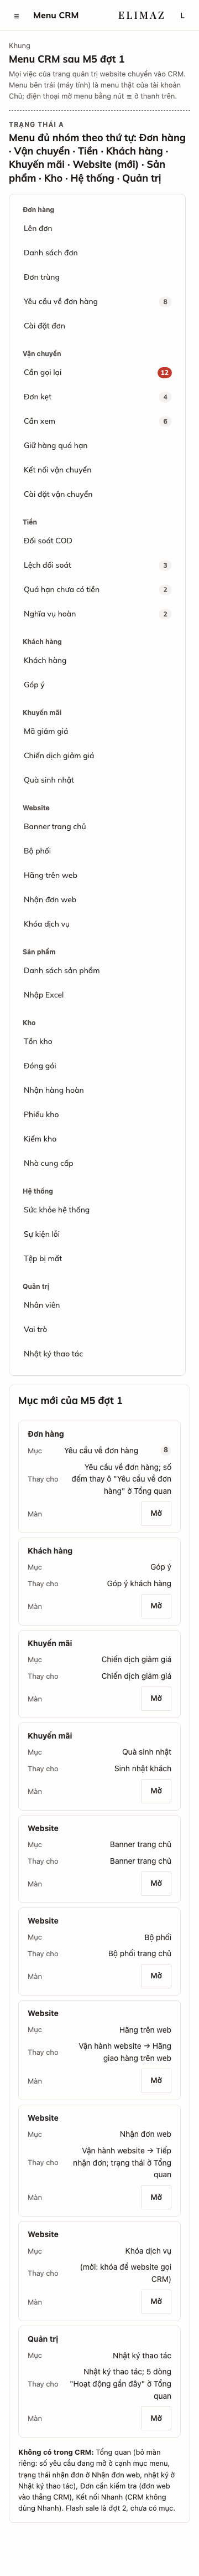 ≡ Menu CRM ELIMAZ L
Khung
Menu CRM sau M5 đợt 1
Mọi việc của trang quản trị website chuyển vào CRM.
Menu bên trái (máy tính) là menu thật của tài khoản
Chủ; điện thoại mở menu bằng nút ≡ ở thanh trên.
TRẠNG THÁI A
Menu đủ nhóm theo thứ tự: Đơn hàng
· Vận chuyển · Tiền · Khách hàng ·
Khuyến mãi · Website (mới) · Sản
phẩm · Kho · Hệ thống · Quản trị
Đơn hàng
Lên đơn
Danh sách đơn
Đơn trùng
Yêu cầu về đơn hàng 8
Cài đặt đơn
Vận chuyển
Cần gọi lại 12
Đơn kẹt 4
Cần xem 6
Giữ hàng quá hạn
Kết nối vận chuyển
Cài đặt vận chuyển
Tiền
Đối soát COD
Lệch đối soát 3
Quá hạn chưa có tiền 2
Nghĩa vụ hoàn 2
Khách hàng
Khách hàng
Góp ý
Khuyến mãi
Mã giảm giá
Chiến dịch giảm giá
Quà sinh nhật
Website
Banner trang chủ
Bộ phối
Hãng trên web
Nhận đơn web
Khóa dịch vụ
Sản phẩm
Danh sách sản phẩm
Nhập Excel
Kho
Tồn kho
Đóng gói
Nhận hàng hoàn
Phiếu kho
Kiểm kho
Nhà cung cấp
Hệ thống
Sức khỏe hệ thống
Sự kiện lỗi
Tệp bị mất
Quản trị
Nhân viên
Vai trò
Nhật ký thao tác
Mục mới của M5 đợt 1
Đơn hàng
Mục Yêu cầu về đơn hàng 8
Thay cho Yêu cầu về đơn hàng; số
đếm thay ô "Yêu cầu về đơn
hàng" ở Tổng quan
Màn Mở
Khách hàng
Mục Góp ý
Thay cho Góp ý khách hàng
Màn Mở
Khuyến mãi
Mục Chiến dịch giảm giá
Thay cho Chiến dịch giảm giá
Màn Mở
Khuyến mãi
Mục Quà sinh nhật
Thay cho Sinh nhật khách
Màn Mở
Website
Mục Banner trang chủ
Thay cho Banner trang chủ
Màn Mở
Website
Mục Bộ phối
Thay cho Bộ phối trang chủ
Màn Mở
Website
Mục Hãng trên web
Thay cho Vận hành website → Hãng
giao hàng trên web
Màn Mở
Website
Mục Nhận đơn web
Thay cho Vận hành website → Tiếp
nhận đơn; trạng thái ở Tổng
quan
Màn Mở
Website
Mục Khóa dịch vụ
Thay cho (mới: khóa để website gọi
CRM)
Màn Mở
Quản trị
Mục Nhật ký thao tác
Thay cho Nhật ký thao tác; 5 dòng
"Hoạt động gần đây" ở Tổng
quan
Màn Mở
Không có trong CRM: Tổng quan (bỏ màn
riêng: số yêu cầu đang mở ở cạnh mục menu,
trạng thái nhận đơn ở Nhận đơn web, nhật ký ở
Nhật ký thao tác), Đơn cần kiểm tra (đơn web
vào thẳng CRM), Kết nối Nhanh (CRM không
dùng Nhanh). Flash sale là đợt 2, chưa có mục.